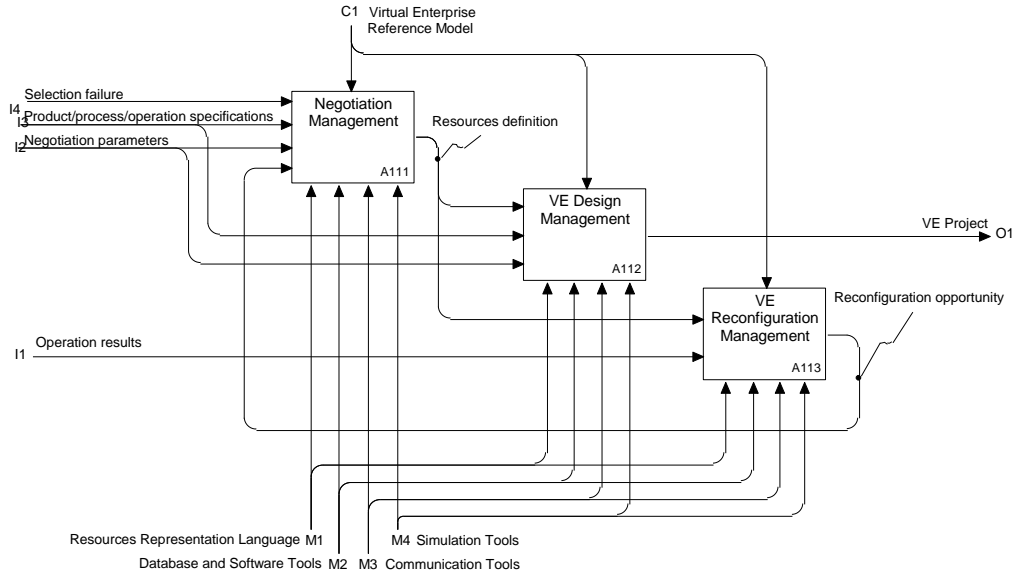 C1 Virtual Enterprise
Reference Model
Selection failure
I4
Product/process/operation specifications
I3
Negotiation parameters
I2
Negotiation
Management
A111
Resources definition
VE Design
Management
A112
VE Project
O1
VE
Reconfiguration
Management
A113
Reconfiguration opportunity
Operation results
I1
Resources Representation Language M1
M4 Simulation Tools
Database and Software Tools M2
M3 Communication Tools